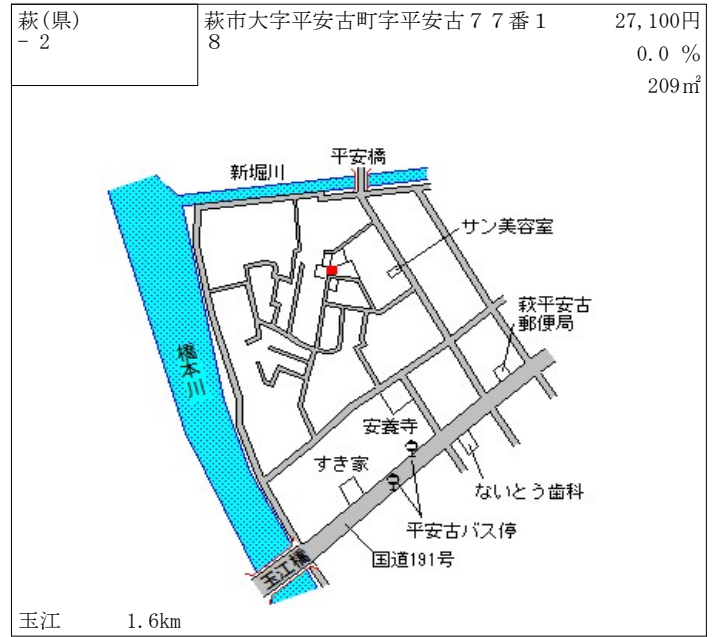 萩(県)
- 2
萩市大字平安古町字平安古７７番１
８
27,100円
0.0 %
209㎡
平安橋
新堀川
サン美容室
萩平安古
郵便局
橋本川
安養寺
すき家
ないとう歯科
平安古バス停
国道191号
玉江橋
玉江 1.6km